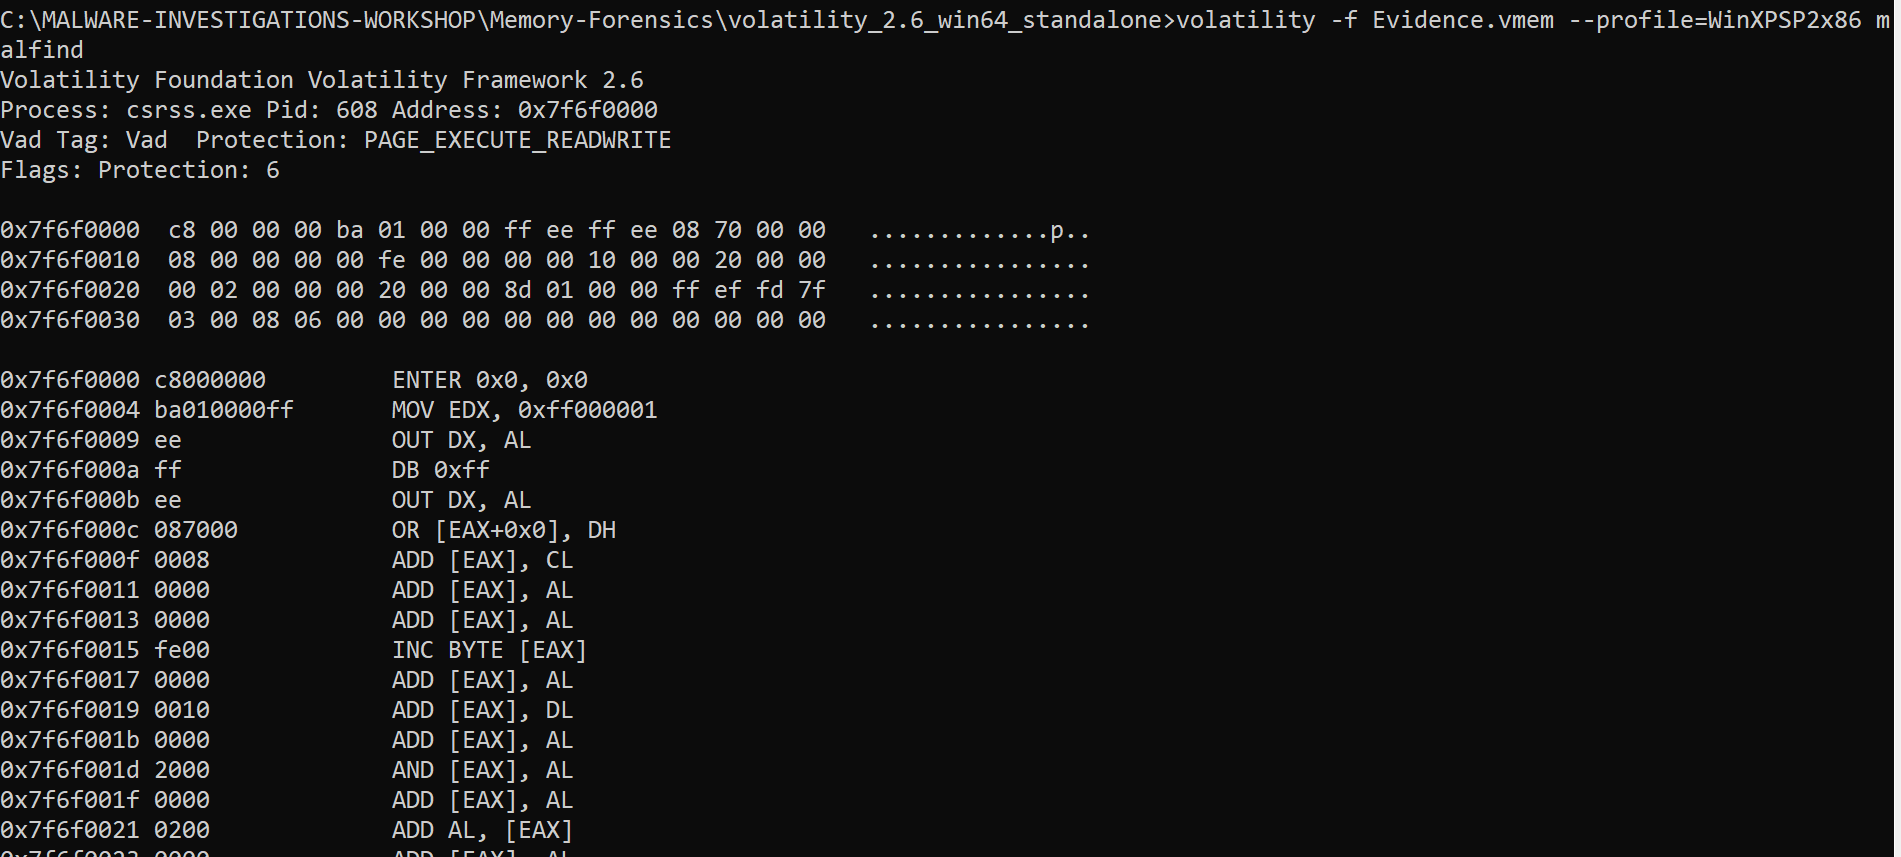 C:\MALWARE-INVESTIGATIONS-WORKSHOP\Memory-Forensics\volatility_2.6_win64_standalone>volatility -f Evidence.vmem --profile=WinXPSP2x86 m
alfind
Volatility Foundation Volatility Framework 2.6
Process: csrss.exe Pid: 608 Address: 0x7f6f0000
Vad Tag: Vad  Protection: PAGE_EXECUTE_READWRITE
Flags: Protection: 6
0x7f6f0000  c8 00 00 00 ba 01 00 00 ff ee ff ee 08 70 00 00   .............p..
0x7f6f0010  08 00 00 00 00 fe 00 00 00 00 10 00 00 20 00 00   ................
0x7f6f0020  00 02 00 00 00 20 00 00 8d 01 00 00 ff ef fd 7f   ................
0x7f6f0030  03 00 08 06 00 00 00 00 00 00 00 00 00 00 00 00   ................
0x7f6f0000 c8000000         ENTER 0x0, 0x0
0x7f6f0004 ba010000ff       MOV EDX, 0xff000001
0x7f6f0009 ee               OUT DX, AL
0x7f6f000a ff               DB 0xff
0x7f6f000b ee               OUT DX, AL
0x7f6f000c 087000           OR [EAX+0x0], DH
0x7f6f000f 0008             ADD [EAX], CL
0x7f6f0011 0000             ADD [EAX], AL
0x7f6f0013 0000             ADD [EAX], AL
0x7f6f0015 fe00             INC BYTE [EAX]
0x7f6f0017 0000             ADD [EAX], AL
0x7f6f0019 0010             ADD [EAX], DL
0x7f6f001b 0000             ADD [EAX], AL
0x7f6f001d 2000             AND [EAX], AL
0x7f6f001f 0000             ADD [EAX], AL
0x7f6f0021 0200             ADD AL, [EAX]
0x7f6f0023 0000             ADD [EAX], AL